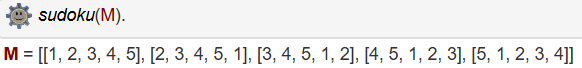 sudoku(M).
M = [[1, 2, 3, 4, 5], [2, 3, 4, 5, 1], [3, 4, 5, 1, 2], [4, 5, 1, 2, 3], [5, 1, 2, 3, 4]]